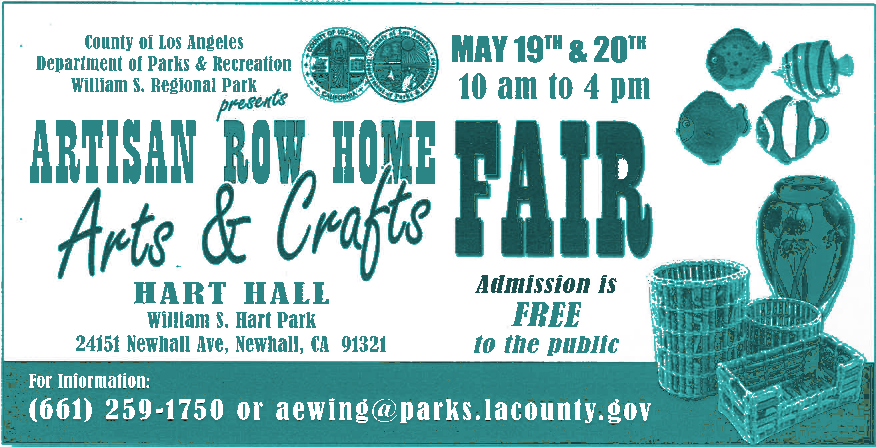 County of Los Angeles
Department of Parks & Recreation
William S. Regional Park
presents
ARTISAN ROW HOME
Arts & Crafts
FAIR
HART HALL
William S. Hart Park
24151 Newhall Ave, Newhall, CA 91321
MAY 19TH & 20TH
10 am to 4 pm
Admission is
FREE
to the public
For Information:
(661) 259-1750 or aewing@parks.lacounty.gov